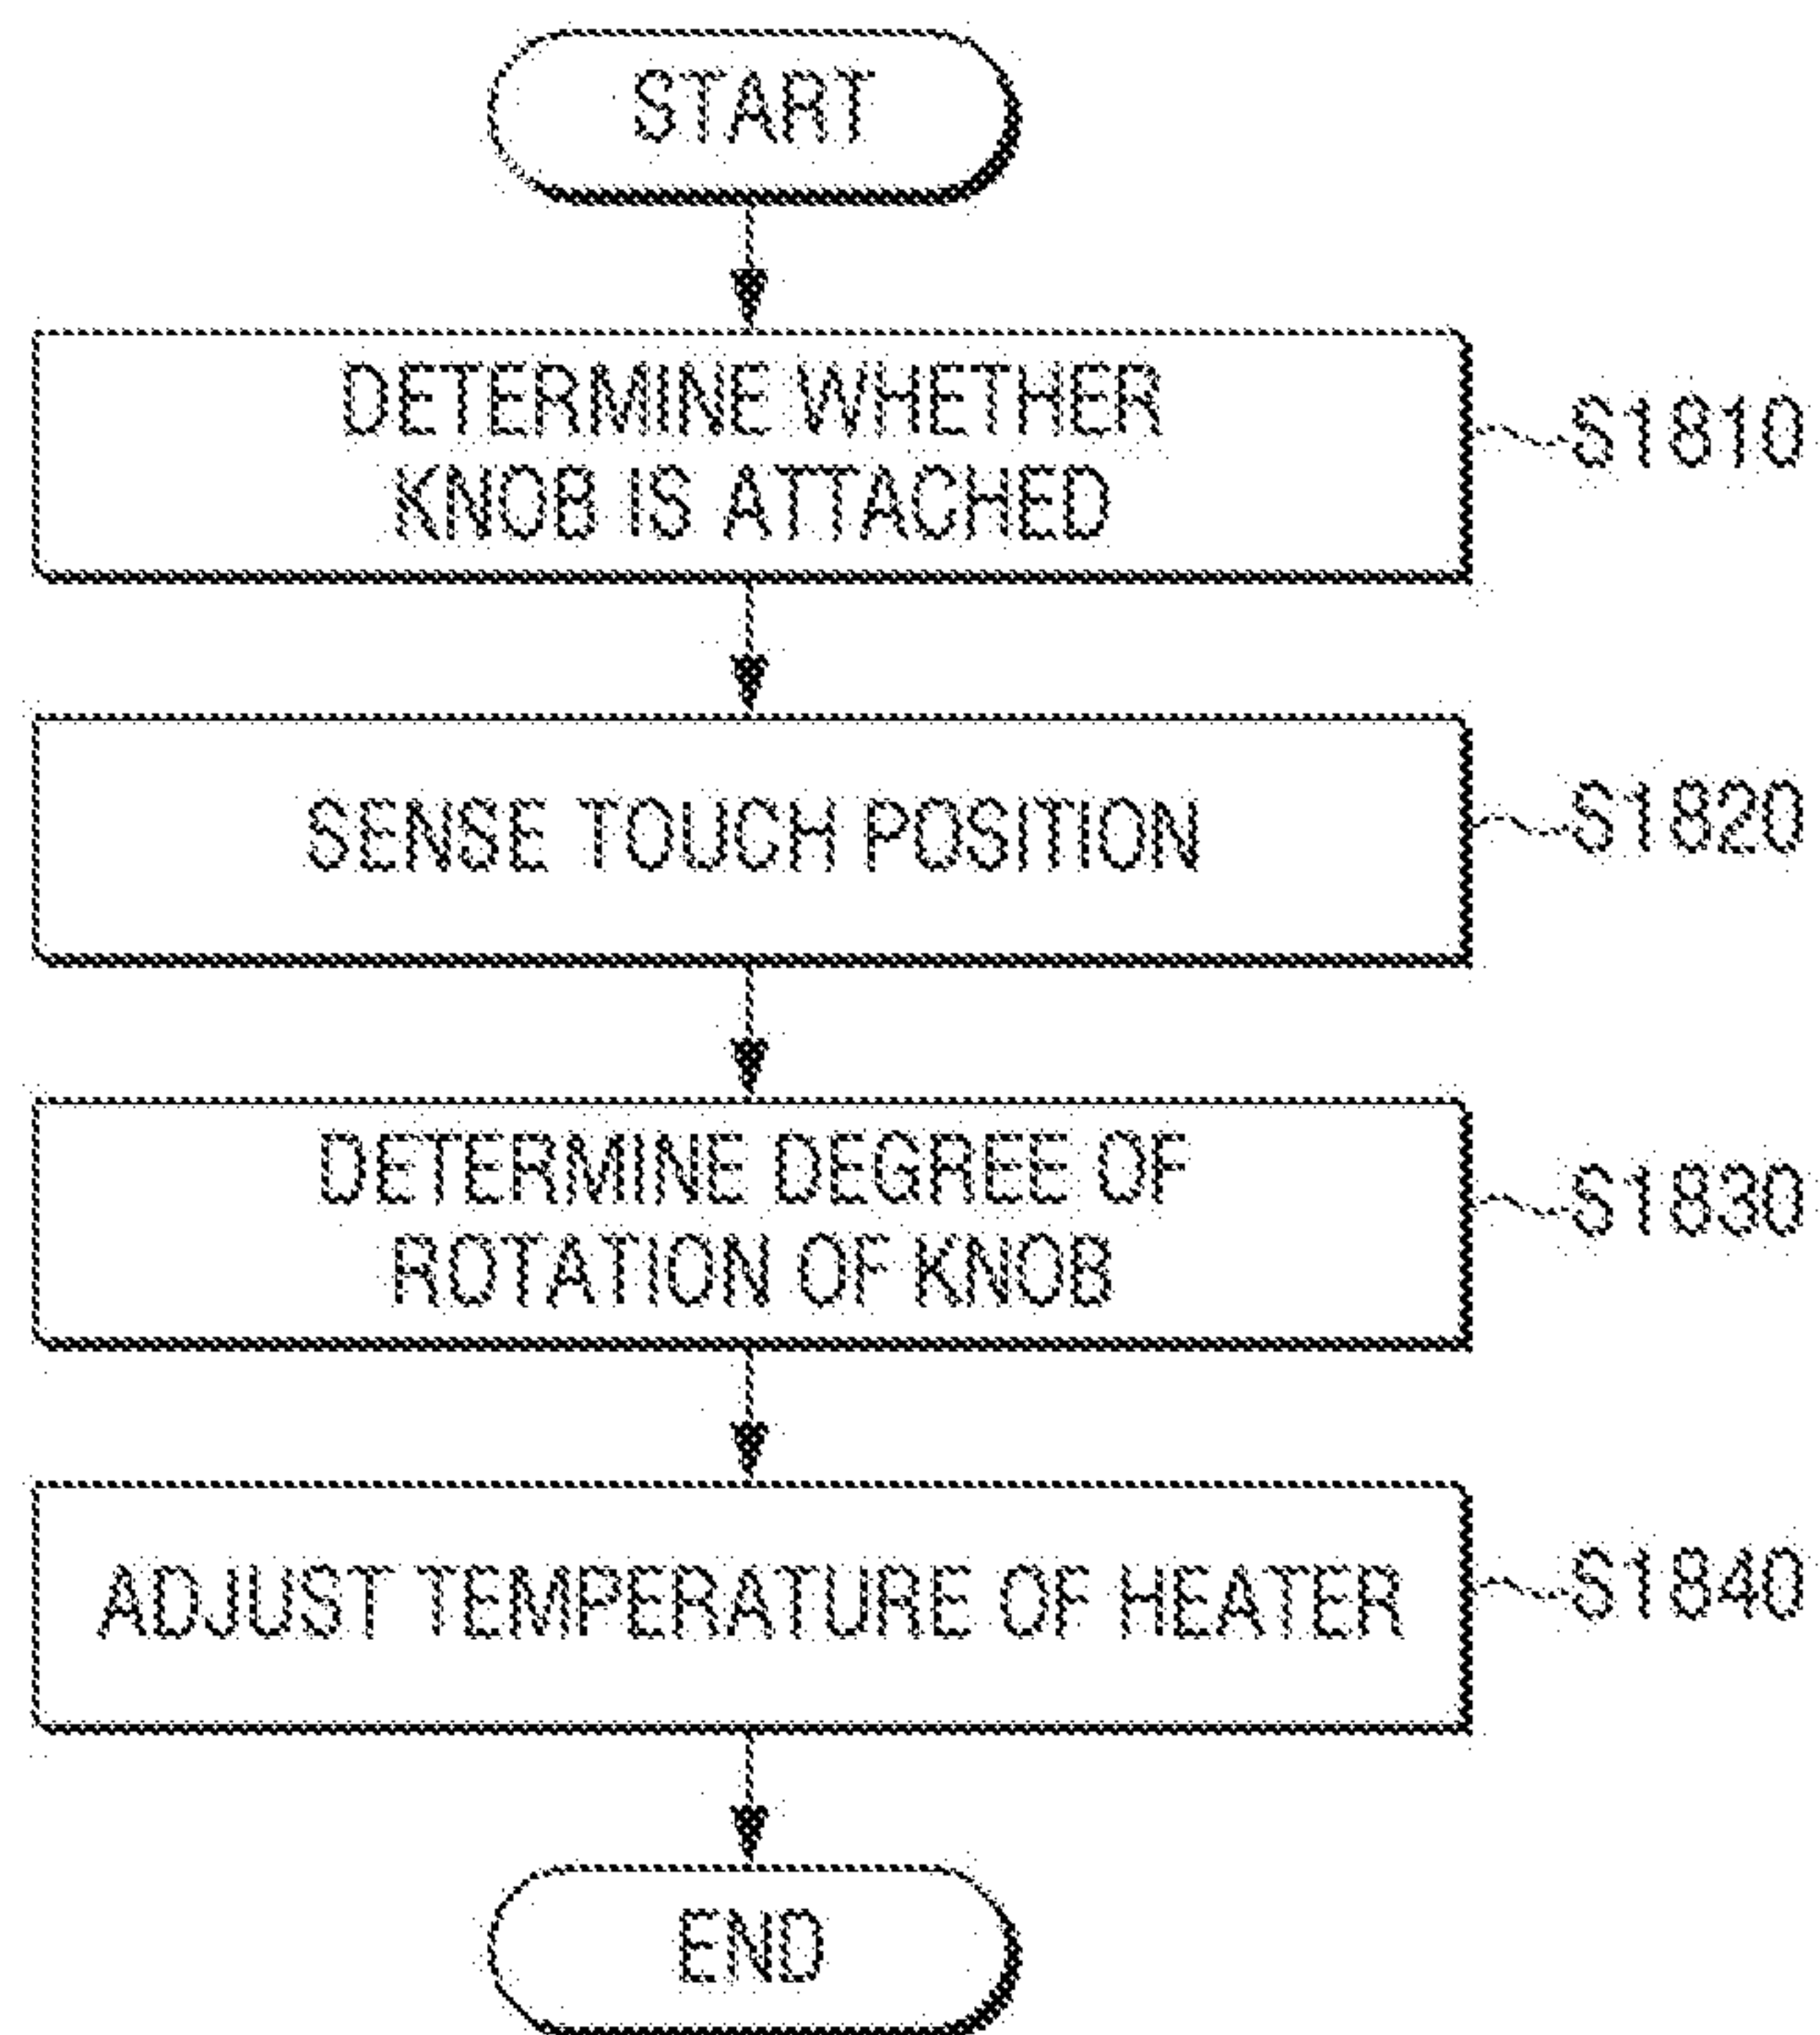 START
DETERMINE WHETHER
KNOB IS ATTACHED
S1810
SENSE TOUCH POSITION
S1820
DETERMINE DEGREE OF
ROTATION OF KNOB
S1830
ADJUST TEMPERATURE OF HEATER
S1840
END